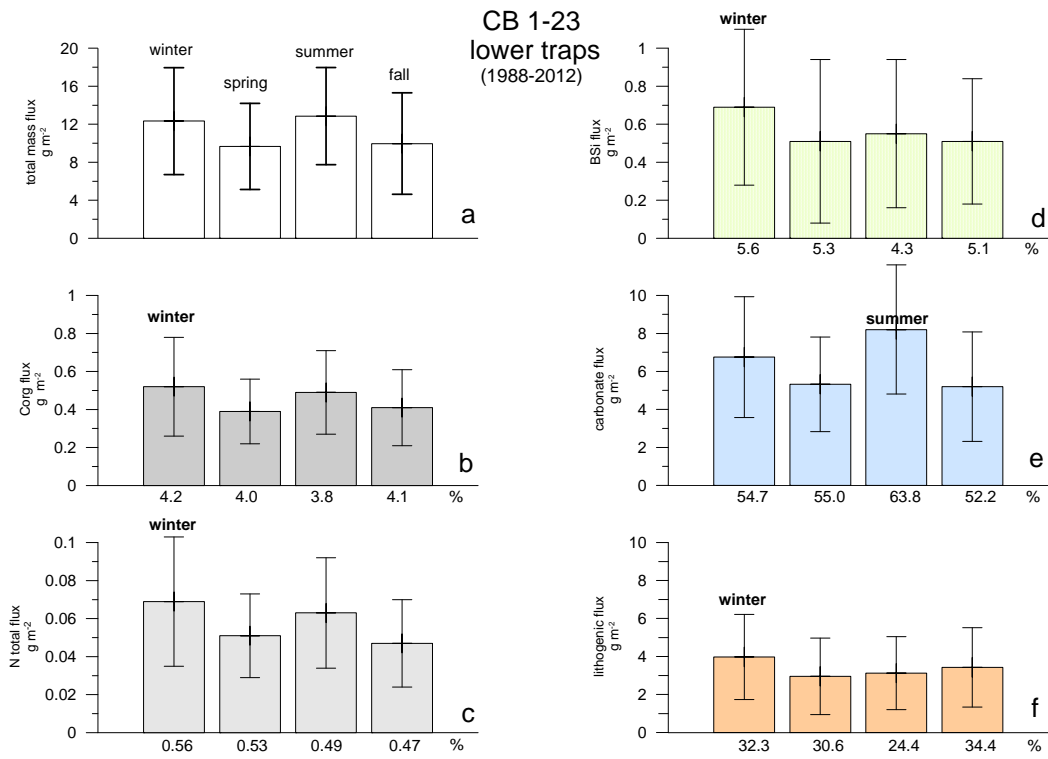 CB 1-23
lower traps
(1988-2012)
total mass flux
g m-2
20
16
12
8
4
0
winter
spring
summer
fall
a
Corg flux
g m-2
1
0.8
0.6
0.4
0.2
0
winter
b
4.2 4.0 3.8 4.1 %
N total flux
g m-2
0.1
0.08
0.06
0.04
0.02
0
winter
c
0.56 0.53 0.49 0.47 %
BSi flux
g m-2
1
0.8
0.6
0.4
0.2
0
winter
d
5.6 5.3 4.3 5.1 %
carbonate flux
g m-2
10
8
6
4
2
0
summer
e
54.7 55.0 63.8 52.2 %
lithogenic flux
g m-2
10
8
6
4
2
0
winter
f
32.3 30.6 24.4 34.4 %